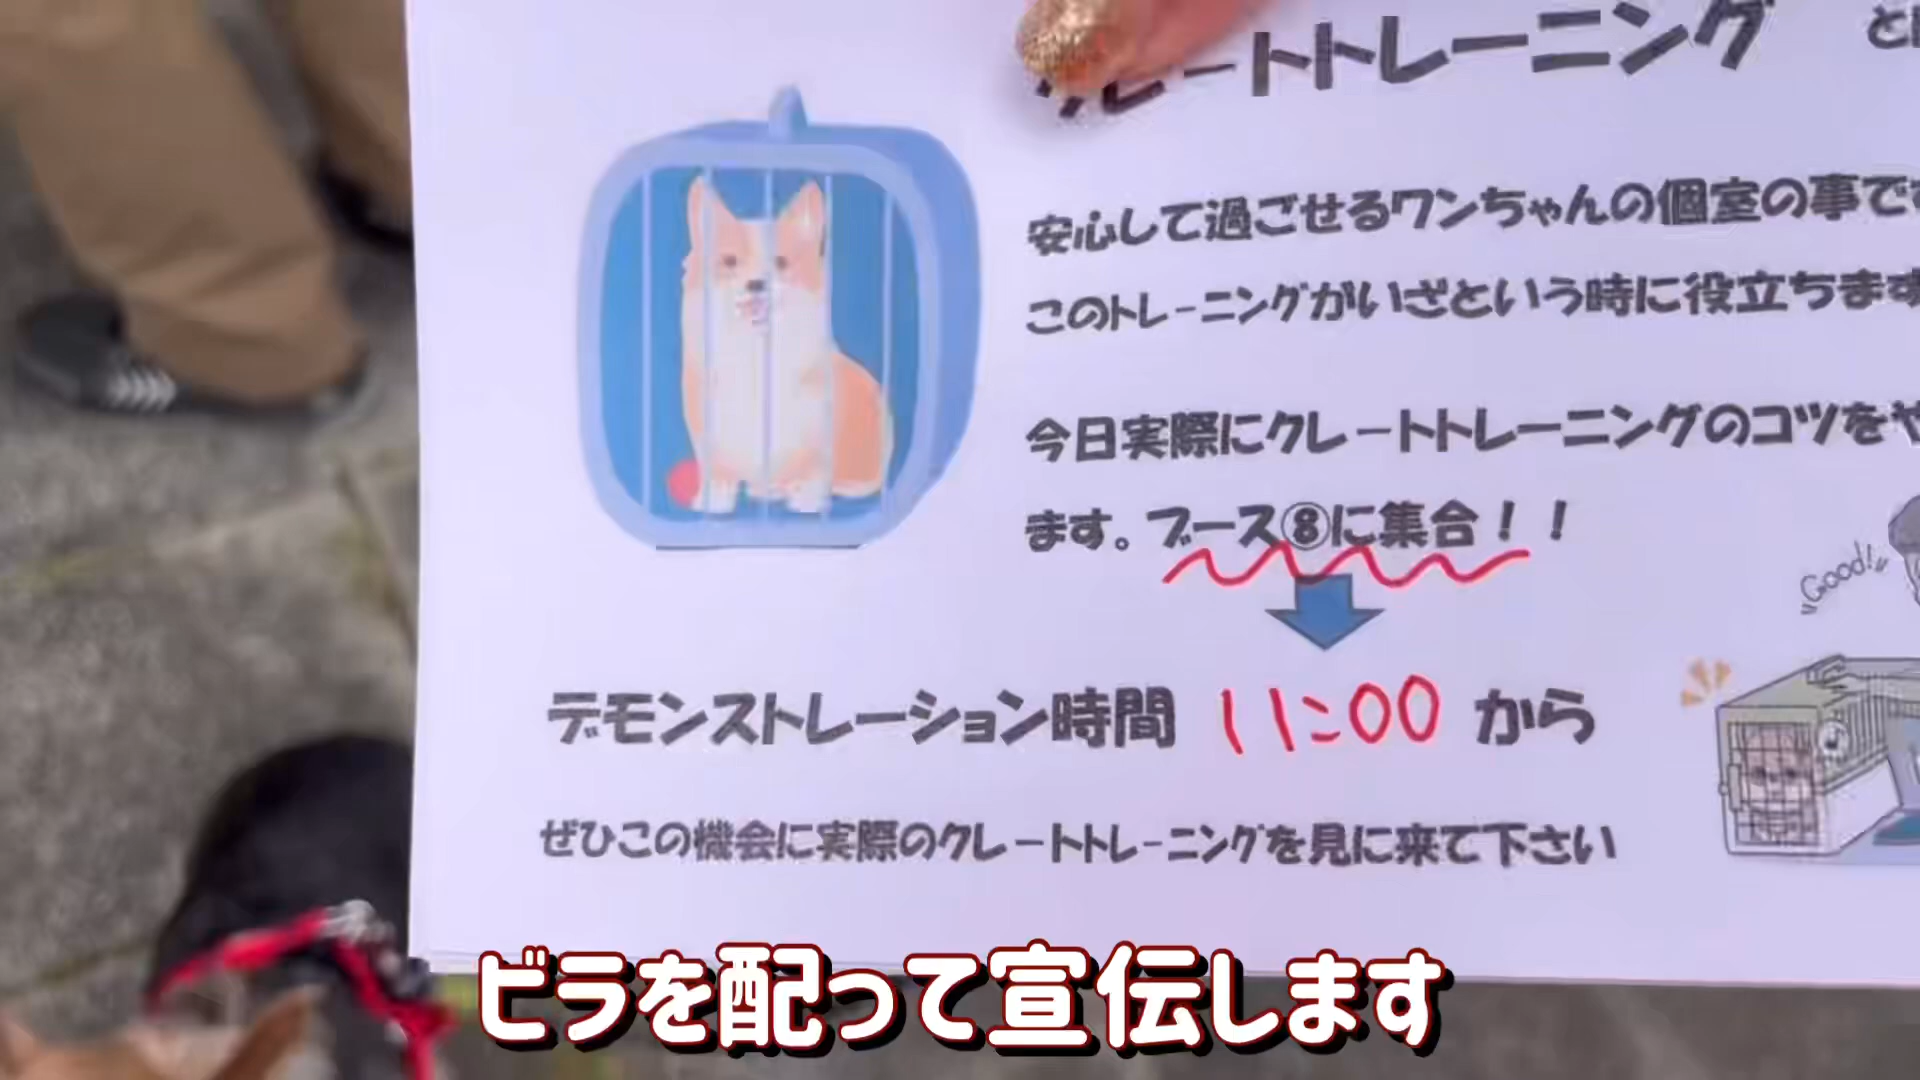 レートトレーニング と
安心して過ごせるワンちゃんの個室の事で
このトレーニングがいざという時に役立ちます
今日実際にクレートトレーニングのコツをや
ます。ブース⑧に集合！！
"Good!"
デモンストレーション時間 11:00 から
ぜひこの機会に実際のクレートトレーニングを見に来て下さい
ビラを配って宣伝します